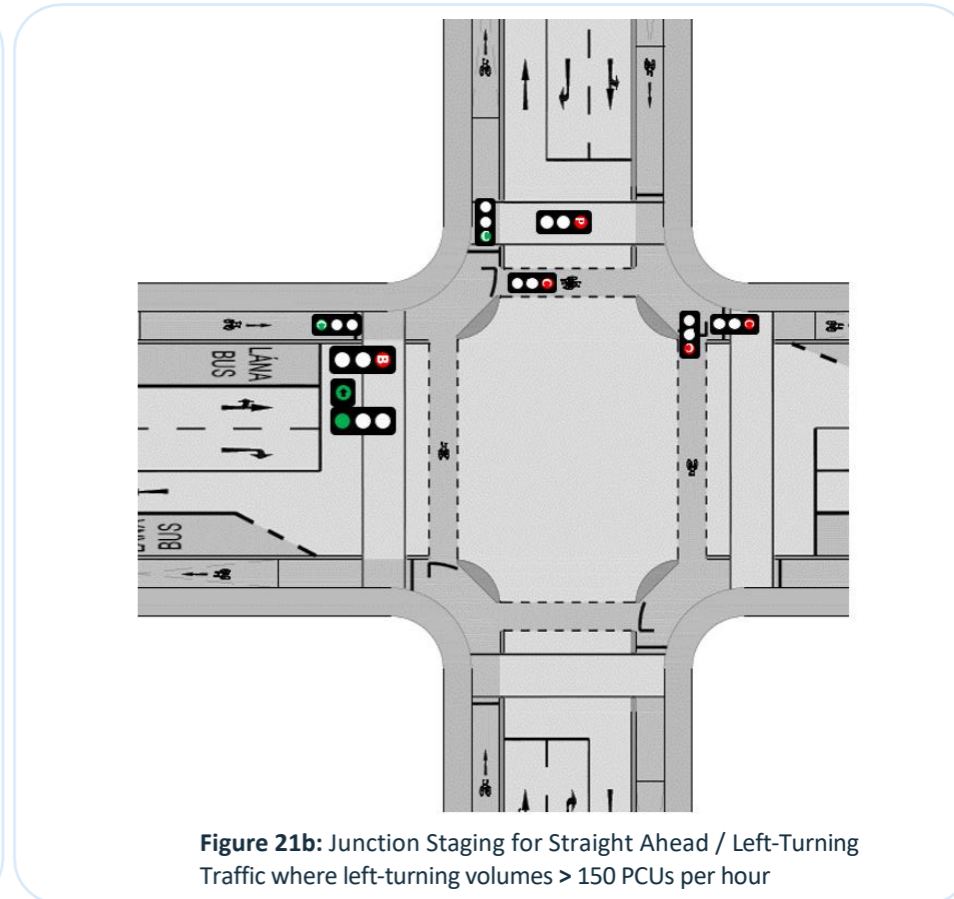 P
C
C
C
C
C
B
LÁNA
BUS
BUS
Figure 21b: Junction Staging for Straight Ahead / Left-Turning
Traffic where left-turning volumes > 150 PCUs per hour